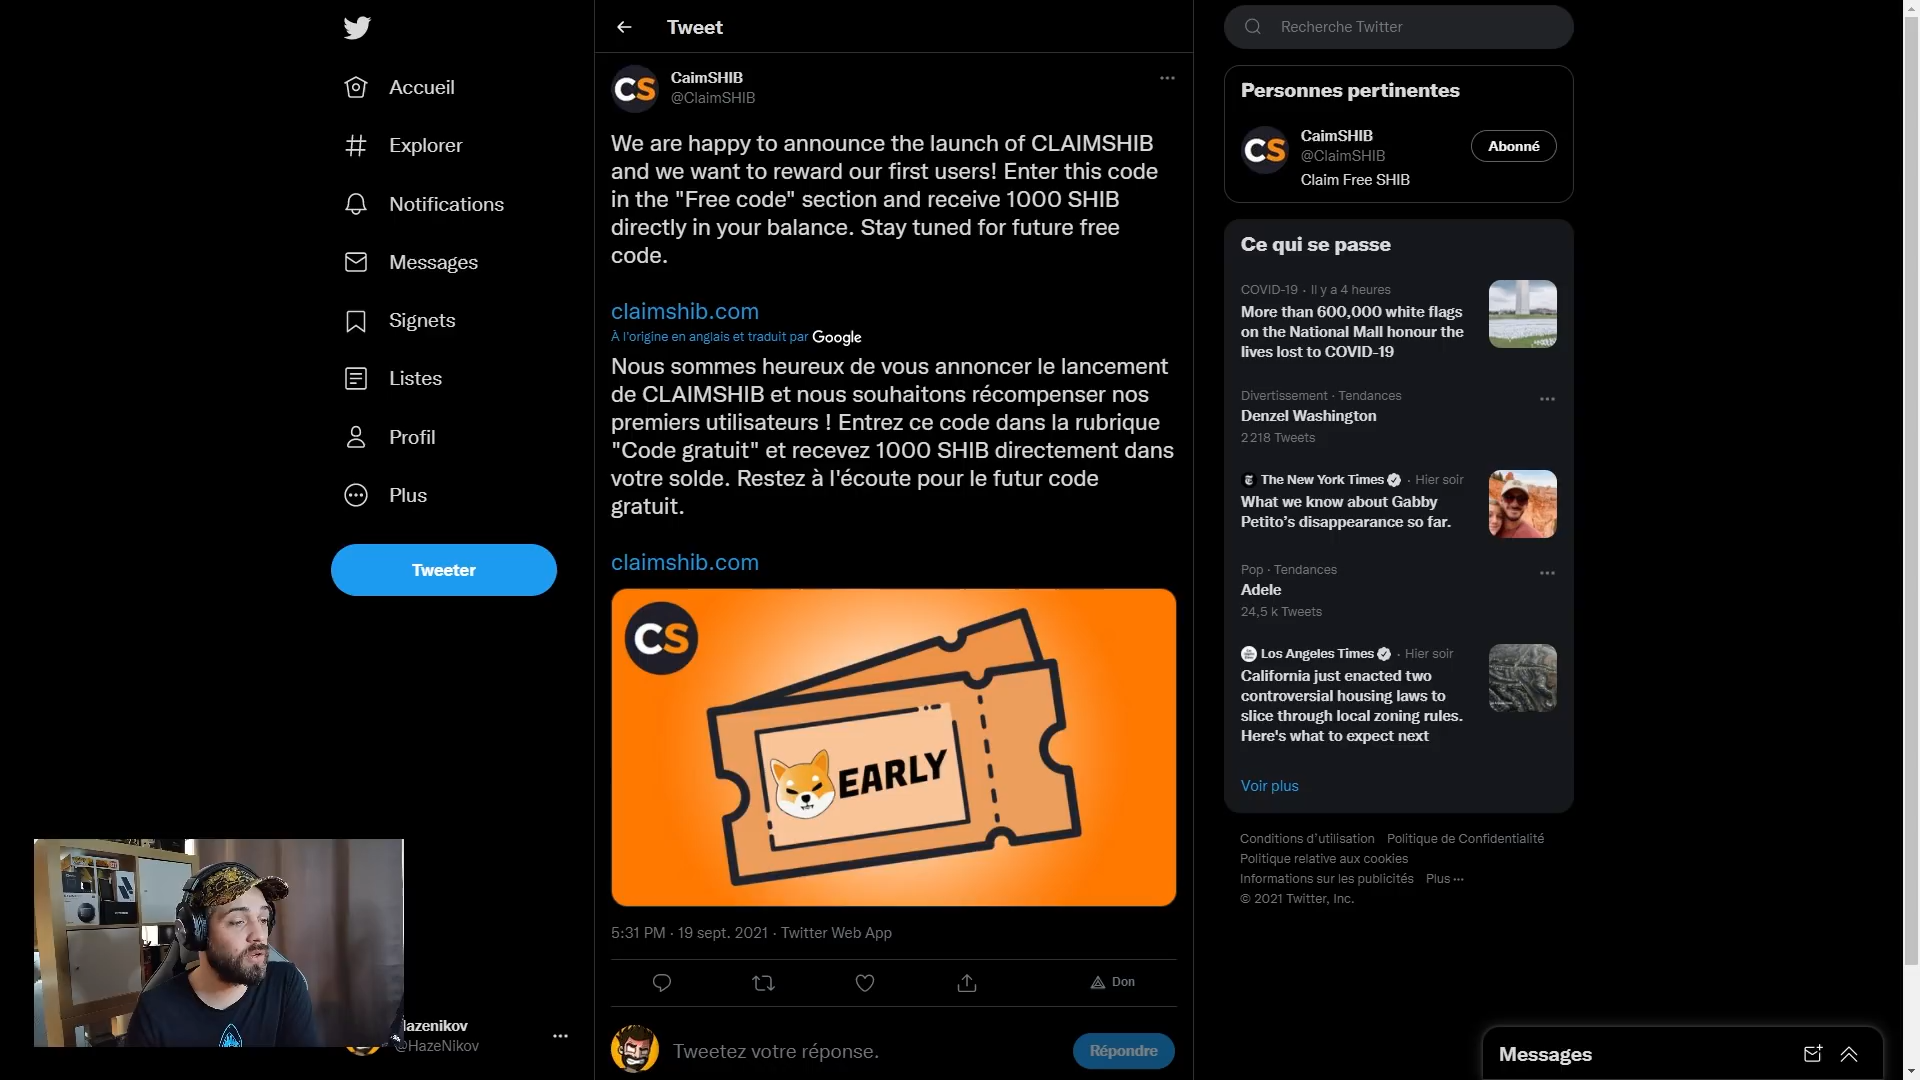 Accueil
Explorer
Notifications
Messages
Signets
Listes
Profil
Plus
Tweeter
Tweet
CS
CaimSHIB
@ClaimSHIB
We are happy to announce the launch of CLAIMSHIB
and we want to reward our first users! Enter this code
in the "Free code" section and receive 1000 SHIB
directly in your balance. Stay tuned for future free
code.
claimshib.com
À l'origine en anglais et traduit par Google
Nous sommes heureux de vous annoncer le lancement
de CLAIMSHIB et nous souhaitons récompenser nos
premiers utilisateurs ! Entrez ce code dans la rubrique
"Code gratuit" et recevez 1000 SHIB directement dans
votre solde. Restez à l'écoute pour le futur code
gratuit.
claimshib.com
CS
EARLY
5:31 PM · 19 sept. 2021 · Twitter Web App
Don
Tweetez votre réponse.
Répondre
lazenikov
@HazeNikov
Recherche Twitter
Personnes pertinentes
CS
CaimSHIB
@ClaimSHIB
Abonné
Claim Free SHIB
Ce qui se passe
COVID-19 · Il y a 4 heures
More than 600,000 white flags
on the National Mall honour the
lives lost to COVID-19
Divertissement · Tendances
Denzel Washington
2 218 Tweets
The New York Times · Hier soir
What we know about Gabby
Petito's disappearance so far.
Pop · Tendances
Adele
24,5 k Tweets
Los Angeles Times · Hier soir
California just enacted two
controversial housing laws to
slice through local zoning rules.
Here's what to expect next
Voir plus
Conditions d'utilisation Politique de Confidentialité
Politique relative aux cookies
Informations sur les publicités Plus ···
© 2021 Twitter, Inc.
Messages